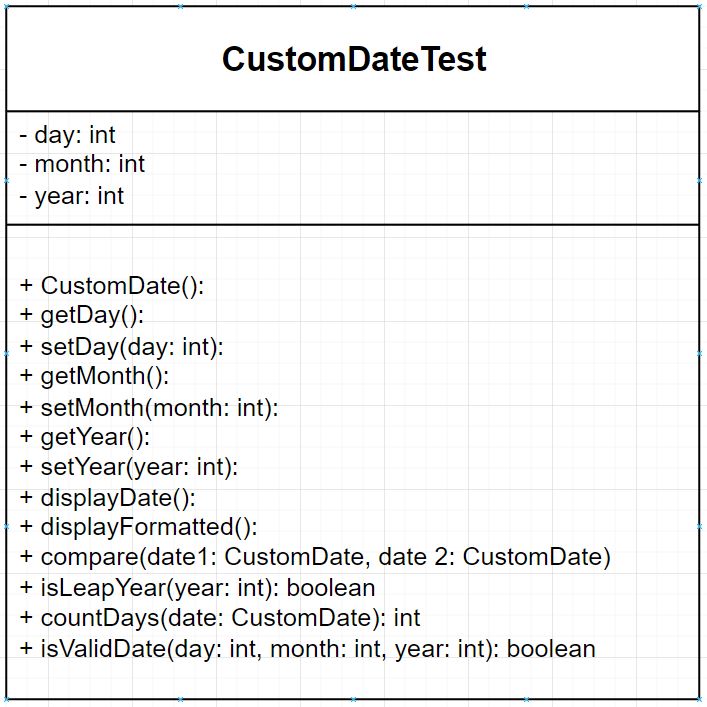 CustomDateTest
- day: int
- month: int
- year: int
+ CustomDate():
+ getDay():
+ setDay(day: int):
+ getMonth():
+ setMonth(month: int):
+ getYear():
+ setYear(year: int):
+ displayDate():
+ displayFormatted():
+ compare(date1: CustomDate, date 2: CustomDate)
+ isLeapYear(year: int): boolean
+ countDays(date: CustomDate): int
+ isValidDate(day: int, month: int, year: int): boolean